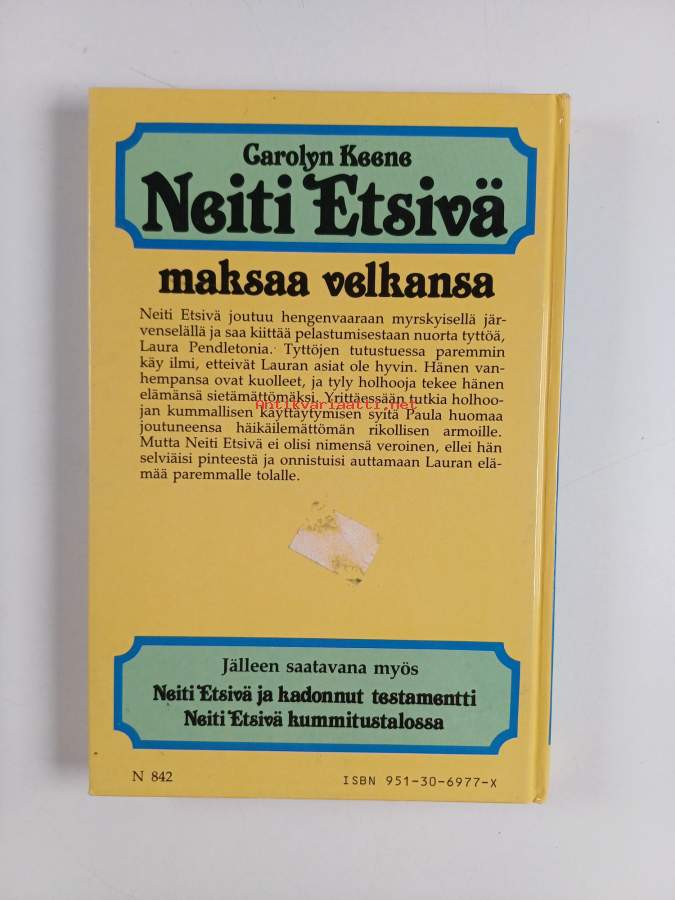 Carolyn Keene
Neiti Etsivä
maksaa velkansa
Neiti Etsivä joutuu hengenvaaraan myrskyisellä jär-
venselällä ja saa kiittää pelastumisestaan nuorta tyttöä,
Laura Pendletonia. Tyttöjen tutustuessa paremmin
käy ilmi, etteivät Lauran asiat ole hyvin. Hänen van-
hempansa ovat kuolleet, ja tyly holhooja tekee hänen
elämänsä sietämättömäksi. Yrittäessään tutkia holhoo-
Antikvariaatti.net
jan kummallisen käyttäytymisen syitä Paula huomaa
joutuneensa häikäilemättömän rikollisen armoille.
Mutta Neiti Etsivä ei olisi nimensä veroinen, ellei hän
selviäisi pinteestä ja onnistuisi auttamaan Lauran elä-
mää paremmalle tolalle.
Jälleen saatavana myös
Neiti Etsivä ja kadonnut testamentti
Neiti Etsivä kummitustalossa
N 842
ISBN 951-30-6977-X